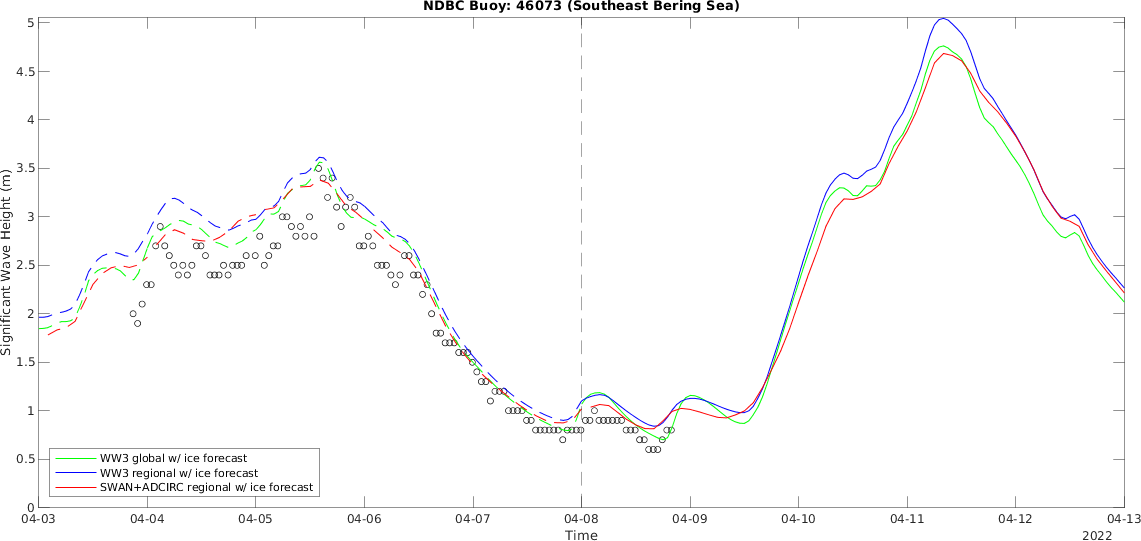 NDBC Buoy: 46073 (Southeast Bering Sea)
5
4.5
4
3.5
3
2.5
2
1.5
1
0.5
0
Significant Wave Height (m)
WW3 global w/ ice forecast
WW3 regional w/ ice forecast
SWAN+ADCIRC regional w/ ice forecast
04-03 04-04 04-05 04-06 04-07 04-08 04-09 04-10 04-11 04-12 04-13
Time
2022